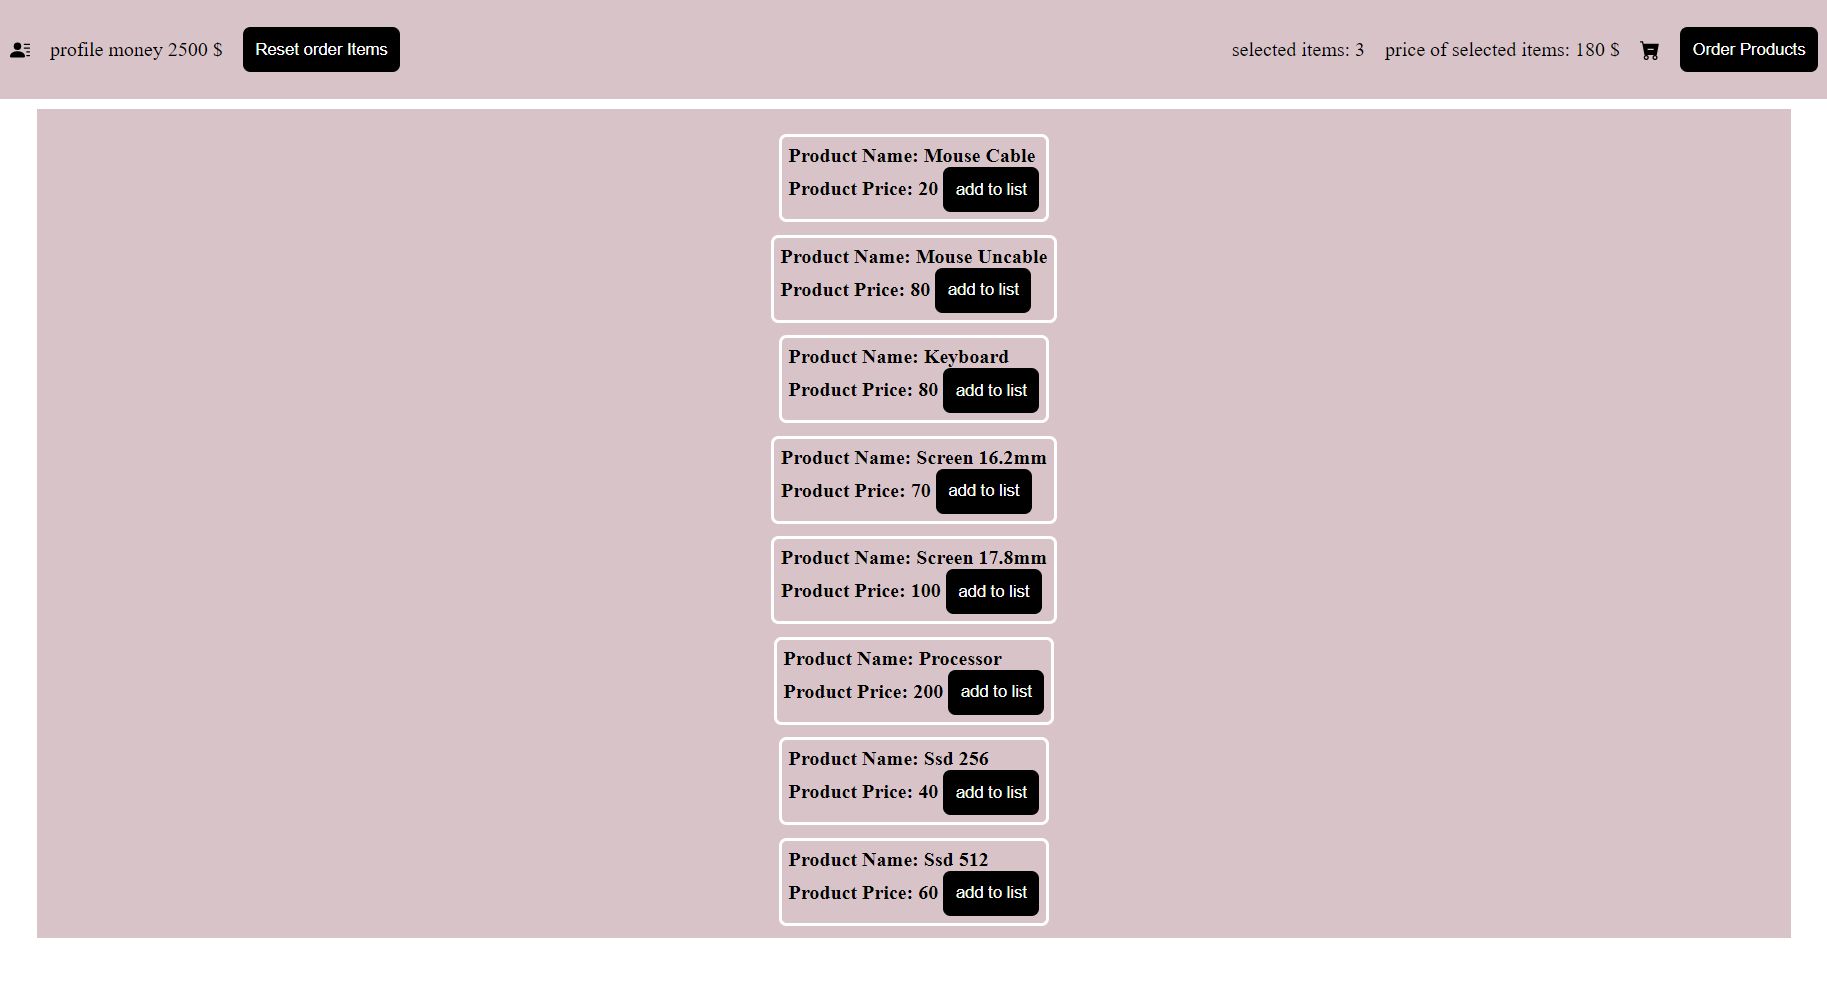 profile money 2500 $ Reset order Items selected items: 3 price of selected items: 180 $ Order Products
Product Name: Mouse Cable
Product Price: 20 add to list
Product Name: Mouse Uncable
Product Price: 80 add to list
Product Name: Keyboard
Product Price: 80 add to list
Product Name: Screen 16.2mm
Product Price: 70 add to list
Product Name: Screen 17.8mm
Product Price: 100 add to list
Product Name: Processor
Product Price: 200 add to list
Product Name: Ssd 256
Product Price: 40 add to list
Product Name: Ssd 512
Product Price: 60 add to list